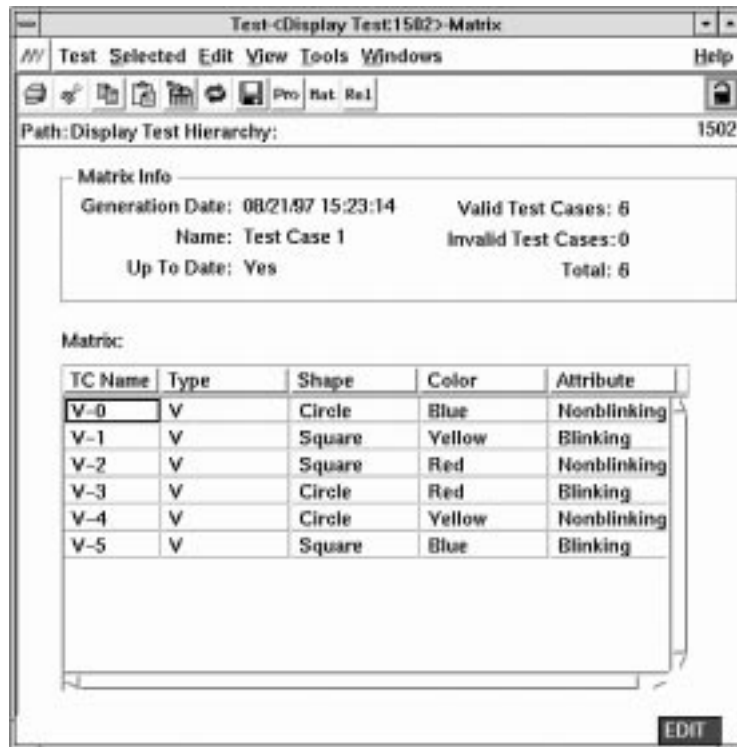 Test-<Display Test:1502>-Matrix
Test Selected Edit View Tools Windows Help
Pro Mat Rel
Path:Display Test Hierarchy: 1502
Matrix Info
Generation Date: 08/21/97 15:23:14 Valid Test Cases: 6
Name: Test Case 1 Invalid Test Cases:0
Up To Date: Yes Total: 6
Matrix:
TC Name Type Shape Color Attribute
V-0 V Circle Blue Nonblinking
V-1 V Square Yellow Blinking
V-2 V Square Red Nonblinking
V-3 V Circle Red Blinking
V-4 V Circle Yellow Nonblinking
V-5 V Square Blue Blinking
EDIT